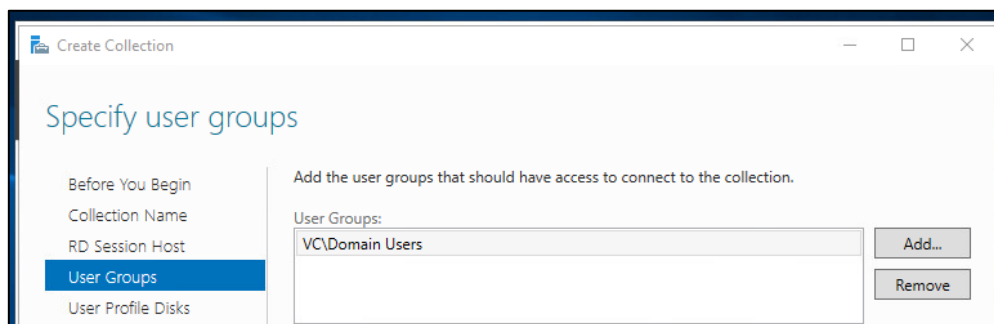 Create Collection
Specify user groups
Before You Begin
Collection Name
RD Session Host
User Groups
User Profile Disks
Add the user groups that should have access to connect to the collection.
User Groups:
VC\Domain Users
Add...
Remove